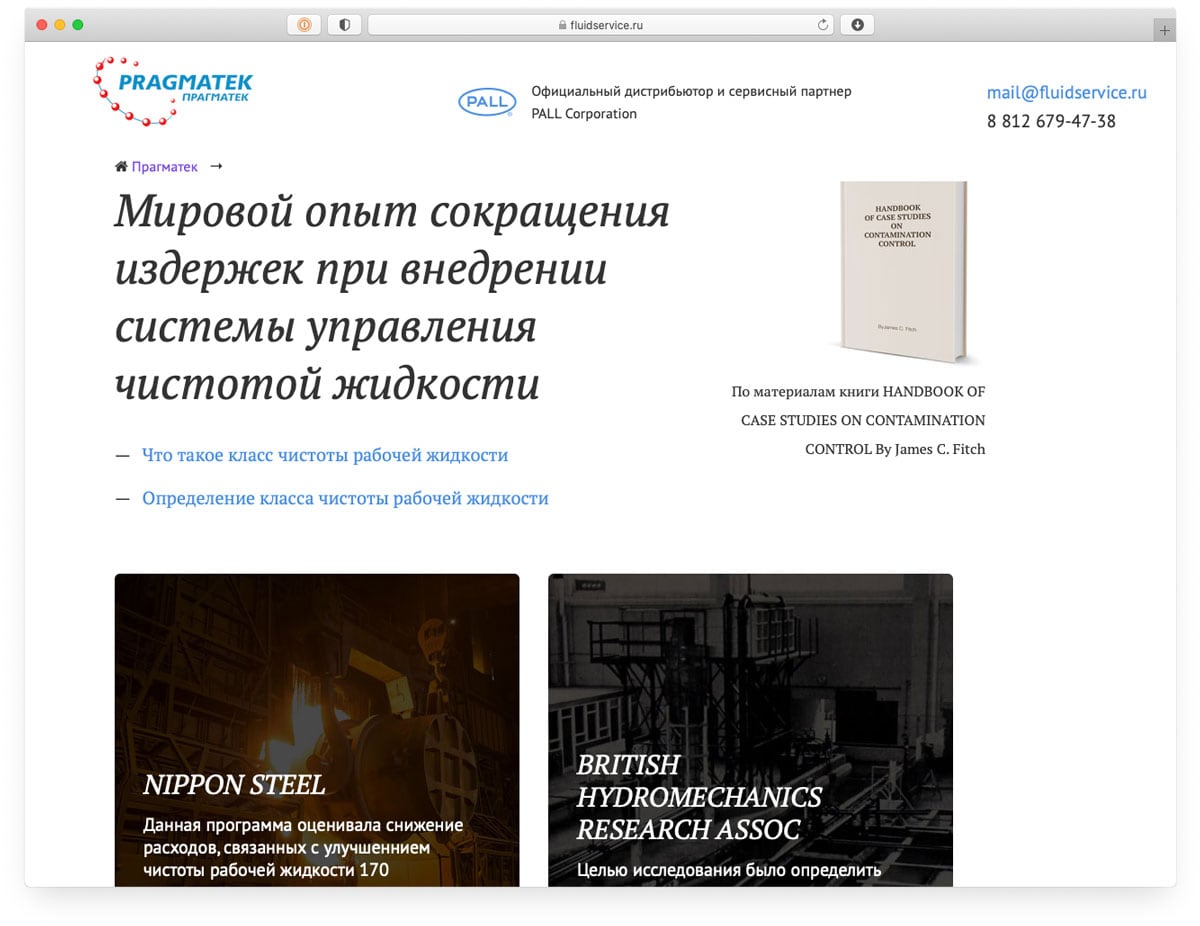 fluidservice.ru
PRAGMATEK
ПРАГМАТЕК
PALL
Официальный дистрибьютор и сервисный партнер
PALL Corporation
mail@fluidservice.ru
8 812 679-47-38
Прагматек →
Мировой опыт сокращения
издержек при внедрении
системы управления
чистотой жидкости
HANDBOOK
OF CASE STUDIES
ON
CONTAMINATION
CONTROL
By James C. Fitch
По материалам книги HANDBOOK OF
CASE STUDIES ON CONTAMINATION
CONTROL By James C. Fitch
— Что такое класс чистоты рабочей жидкости
— Определение класса чистоты рабочей жидкости
NIPPON STEEL
Данная программа оценивала снижение
расходов, связанных с улучшением
чистоты рабочей жидкости 170
BRITISH
HYDROMECHANICS
RESEARCH ASSOC
Целью исследования было определить